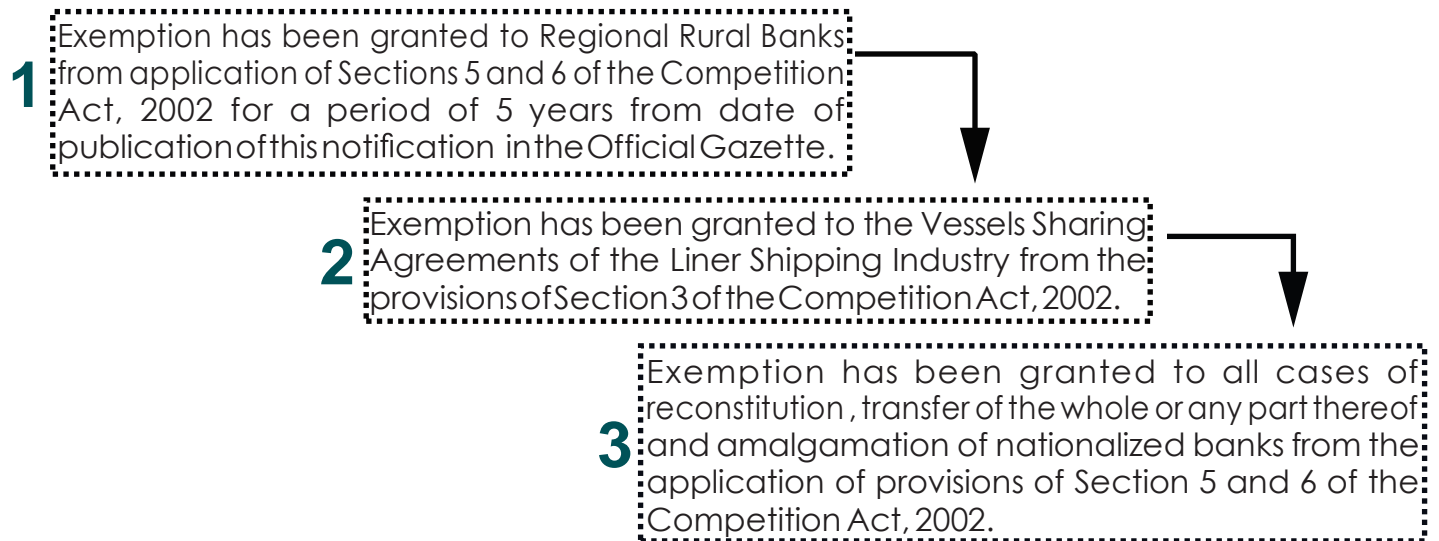 1
Exemption has been granted to Regional Rural Banks
from application of Sections 5 and 6 of the Competition
Act, 2002 for a period of 5 years from date of
publication of this notification in the Official Gazette.
2
Exemption has been granted to the Vessels Sharing
Agreements of the Liner Shipping Industry from the
provisions of Section 3 of the Competition Act, 2002.
3
Exemption has been granted to all cases of
reconstitution , transfer of the whole or any part thereof
and amalgamation of nationalized banks from the
application of provisions of Section 5 and 6 of the
Competition Act, 2002.